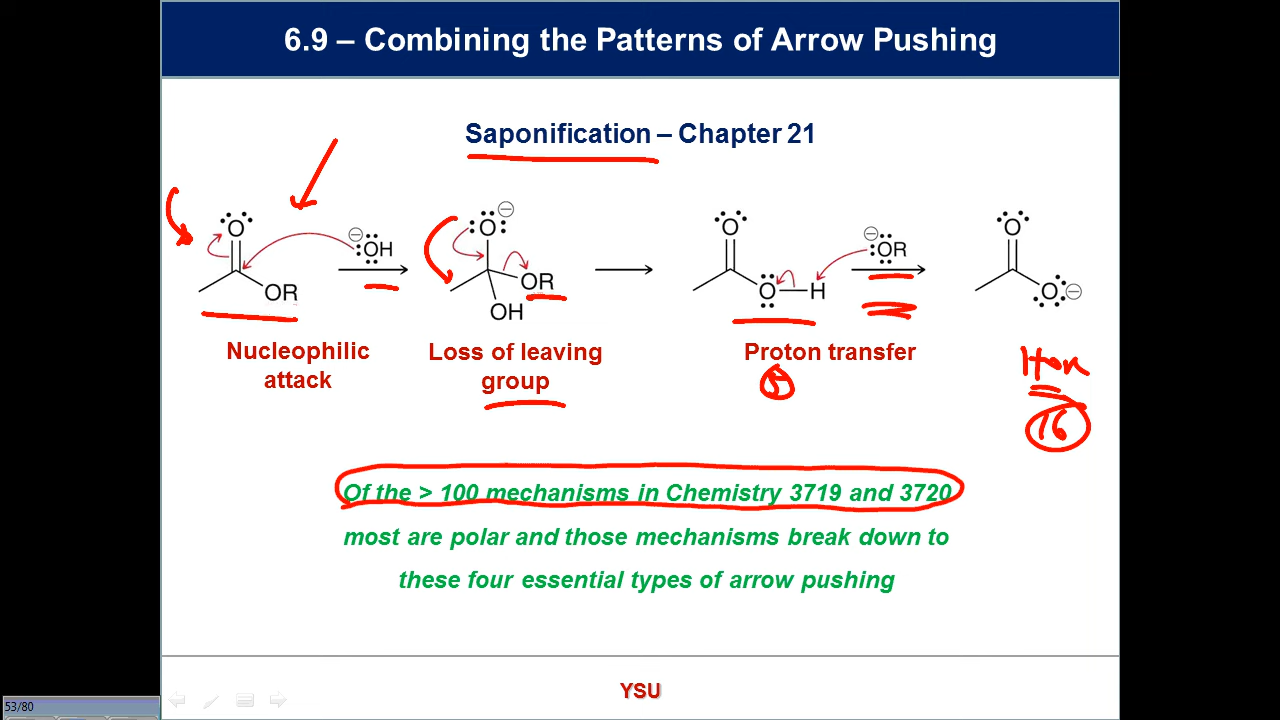 6.9 – Combining the Patterns of Arrow Pushing
Saponification – Chapter 21
O
OR
⊖
OH
⊖
O
OR
OH
O
O H
⊖
OR
O
O ⊖
Nucleophilic
attack
Loss of leaving
group
Proton transfer
5
16
Of the > 100 mechanisms in Chemistry 3719 and 3720
most are polar and those mechanisms break down to
these four essential types of arrow pushing
YSU
53/80